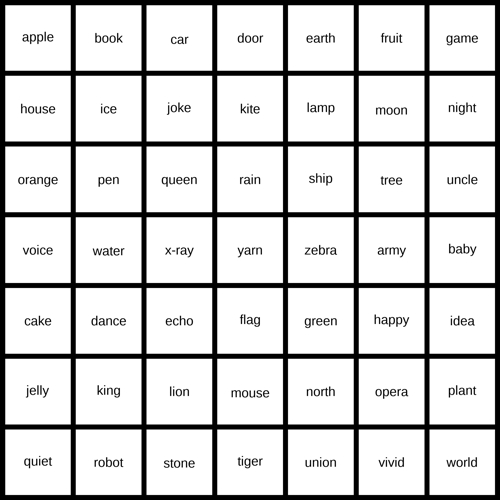 apple book car door earth fruit game
house ice joke kite lamp moon night
orange pen queen rain ship tree uncle
voice water x-ray yarn zebra army baby
cake dance echo flag green happy idea
jelly king lion mouse north opera plant
quiet robot stone tiger union vivid world